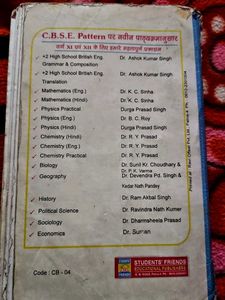 C.B.S.E. Pattern पर नवीन पाठ्यक्रमानुसार
वर्ग XI एवं XII के लिए हमारे महत्वपूर्ण प्रकाशन
+2 High School British Eng. Grammar & Composition Dr. Ashok Kumar Singh
+2 High School British Eng. Translation Dr. Ashok Kumar Singh
Mathematics (Eng.) Dr. K. C. Sinha
Mathematics (Hindi) Dr. K. C. Sinha
Physics Practical Durga Prasad Singh
Physics (Eng.) Dr. B. C. Roy
Physics (Hindi) Durga Prasad Singh
Chemistry (Eng.) Dr. R. Y. Prasad
Chemistry (Hindi) Dr. R. Y. Prasad
Chemistry Practical Dr. R. Y. Prasad
Biology Dr. Sunil Kr. Choudhary & Dr. P. K. Varma
Geography Dr. Devendra Pd. Singh & Kedar Nath Pandey
History Dr. Ram Akbal Singh
Political Science Dr. Ravindra Nath Kumar
Sociology Dr. Dharmsheela Prasad
Economics Dr. Suman
Code : CB - 04
STUDENTS' FRIENDS
EDUCATIONAL PUBLISHERS